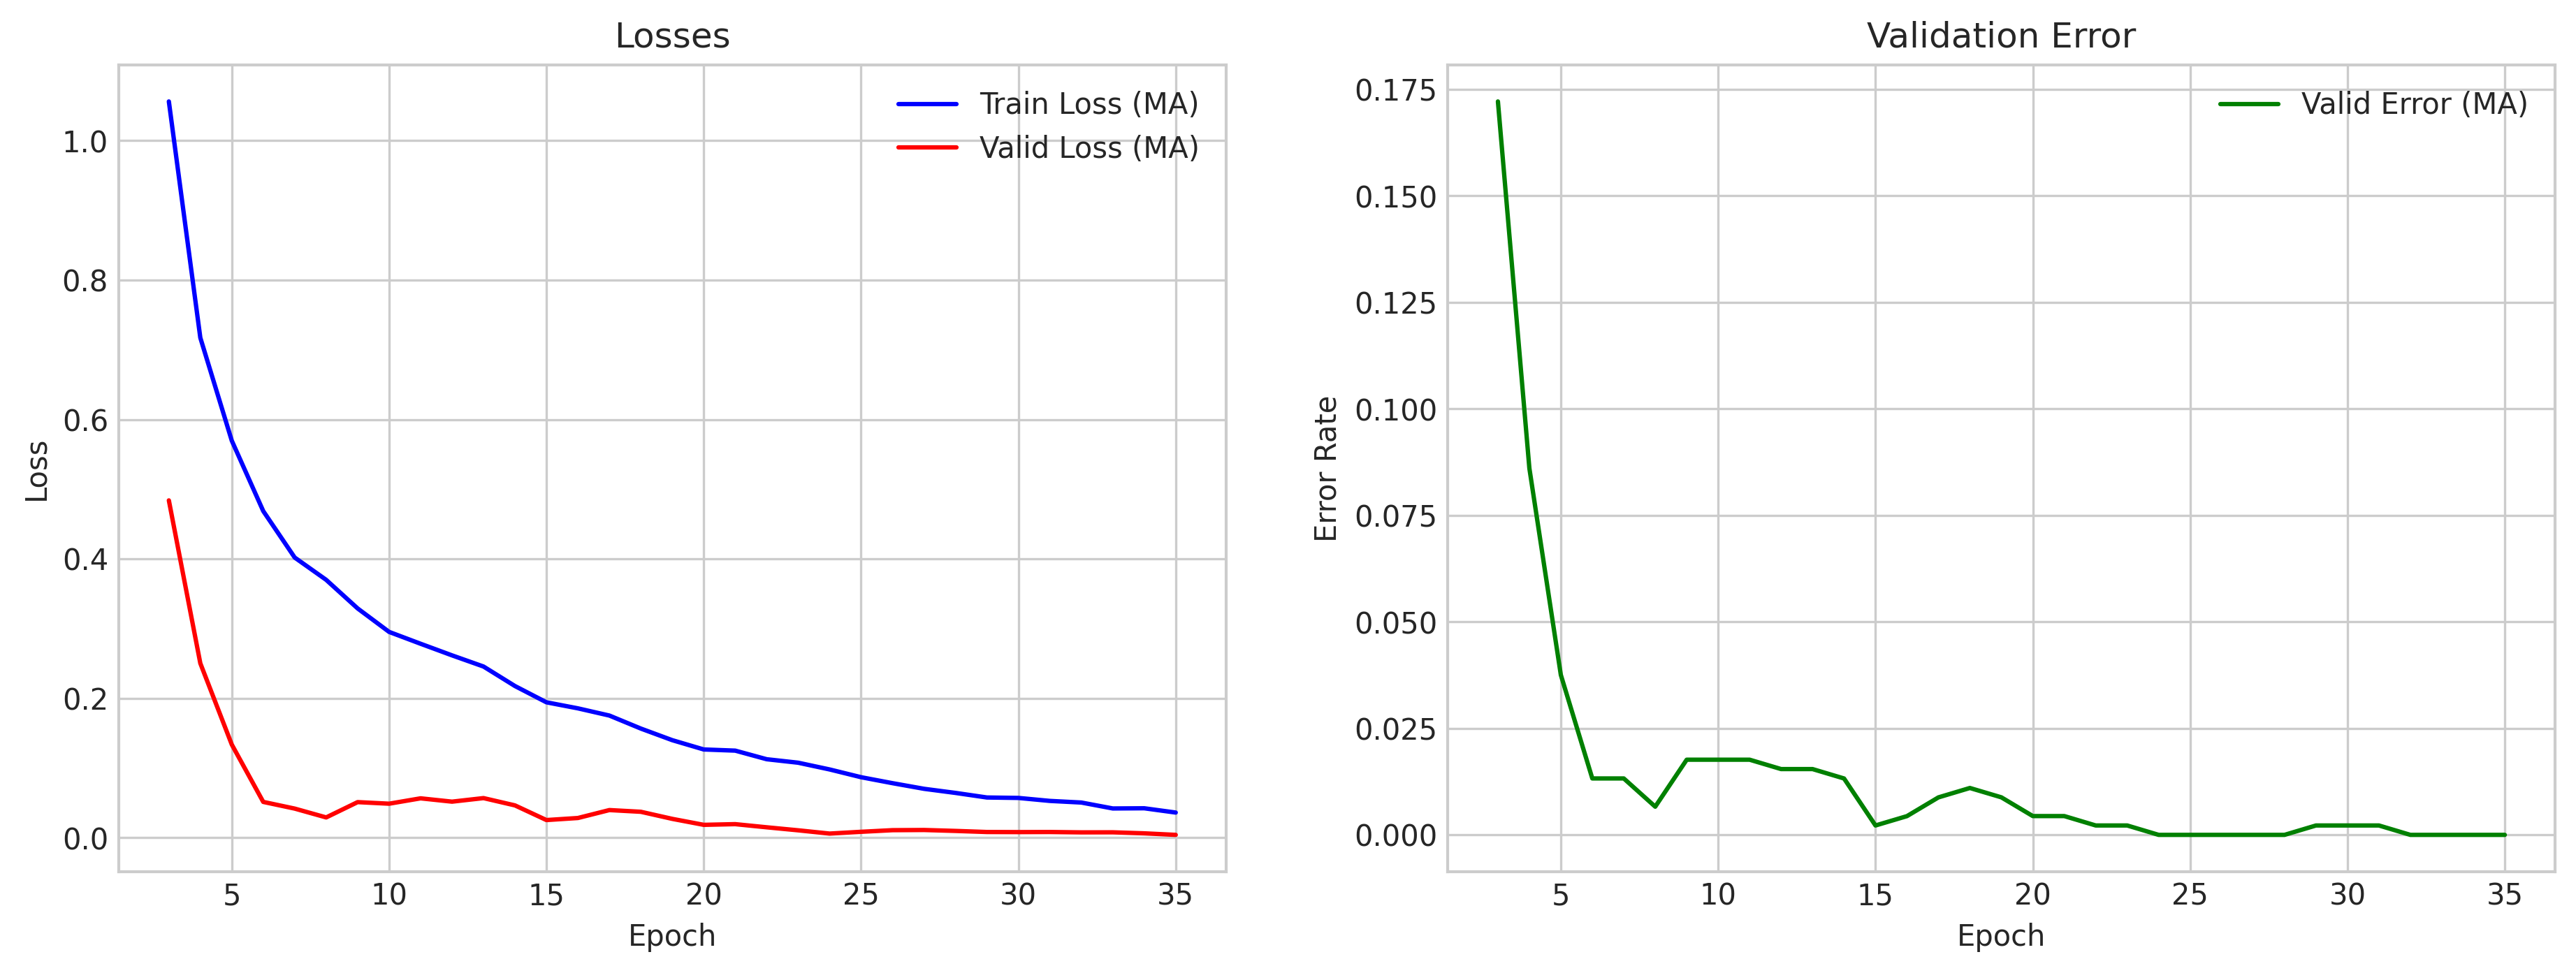 Losses
Train Loss (MA)
Valid Loss (MA)
1.0
0.8
0.6
0.4
0.2
0.0
Loss
5 10 15 20 25 30 35
Epoch
Validation Error
Valid Error (MA)
0.175
0.150
0.125
0.100
0.075
0.050
0.025
0.000
Error Rate
5 10 15 20 25 30 35
Epoch